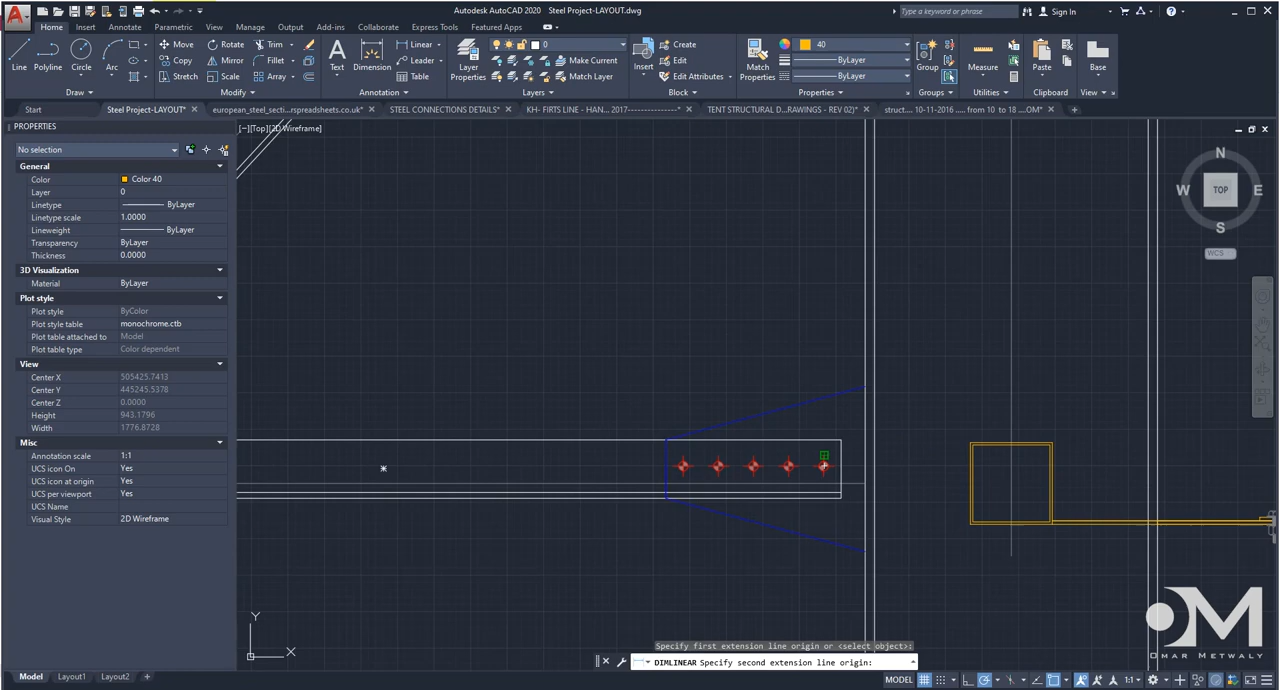 Autodesk AutoCAD 2020 Steel Project-LAYOUT.dwg
Type a keyword or phrase
Sign In
Home Insert Annotate Parametric View Manage Output Add-ins Collaborate Express Tools Featured Apps
Line Polyline Circle Arc
Move Rotate Trim
Copy Mirror Fillet
Stretch Scale Array
Text Dimension
Linear
Leader
Table
Layer Properties
0
Make Current
Match Layer
Insert
Create
Edit
Edit Attributes
Match Properties
40
ByLayer
ByLayer
Group
Measure
Paste
Base
Draw Modify Annotation Layers Block Properties Groups Utilities Clipboard View
Start Steel Project-LAYOUT* european_steel_secti...rspreadsheets.co.uk* STEEL CONNECTIONS DETAILS* KH- FIRTS LINE - HAN... 2017--------------* TENT STRUCTURAL D...RAWINGS - REV 02)* struct... 10-11-2016 .... from 10 to 18 ....OM*
PROPERTIES
[−][Top][2D Wireframe]
No selection
General
Color Color 40
Layer 0
Linetype ByLayer
Linetype scale 1.0000
Lineweight ByLayer
Transparency ByLayer
Thickness 0.0000
3D Visualization
Material ByLayer
Plot style
Plot style ByColor
Plot style table monochrome.ctb
Plot table attached to Model
Plot table type Color dependent
View
Center X 505425.7413
Center Y 445245.5378
Center Z 0.0000
Height 943.1796
Width 1776.8728
Misc
Annotation scale 1:1
UCS icon On Yes
UCS icon at origin Yes
UCS per viewport Yes
UCS Name
Visual Style 2D Wireframe
N
W TOP E
S
WCS
Y
X
OM
OMAR METWALY
Specify first extension line origin or <select object>:
DIMLINEAR Specify second extension line origin:
Model Layout1 Layout2 +
MODEL 1:1